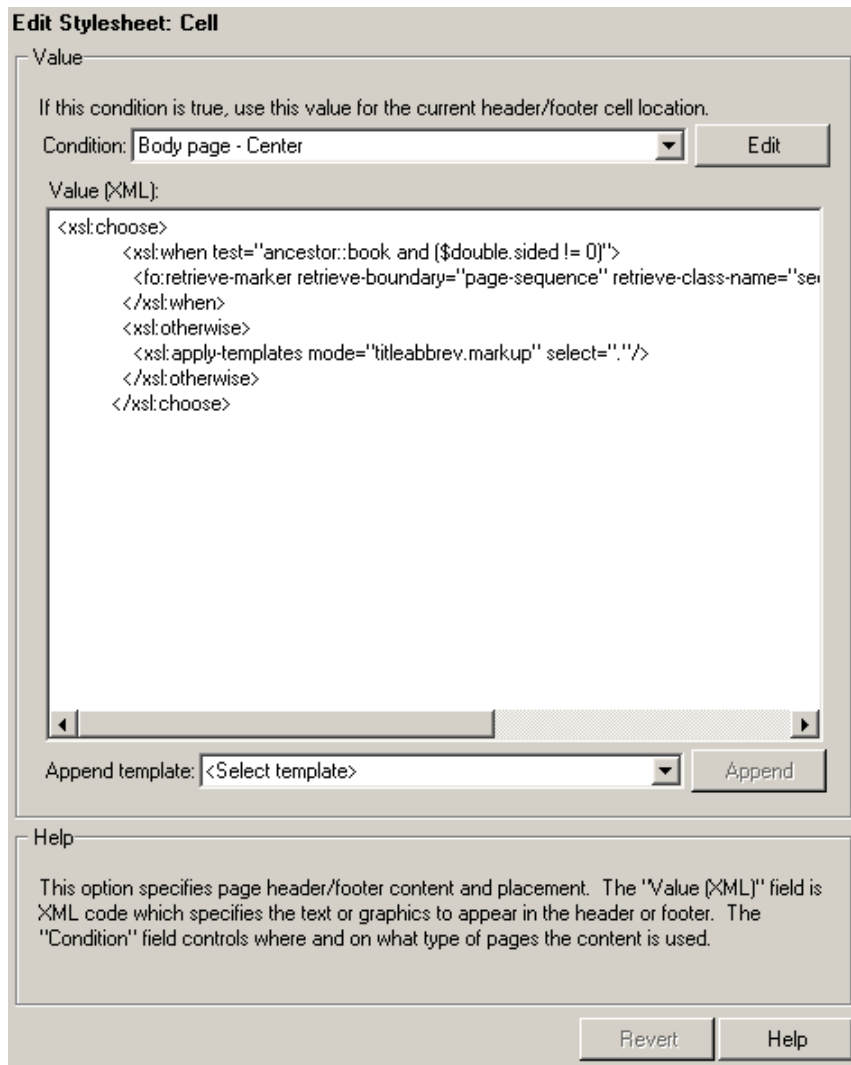 Edit Stylesheet: Cell
Value
If this condition is true, use this value for the current header/footer cell location.
Condition: Body page - Center Edit
Value (XML):
<xsl:choose>
<xsl:when test="ancestor::book and ($double.sided != 0)">
<fo:retrieve-marker retrieve-boundary="page-sequence" retrieve-class-name="se
</xsl:when>
<xsl:otherwise>
<xsl:apply-templates mode="titleabbrev.markup" select="."/>
</xsl:otherwise>
</xsl:choose>
Append template: <Select template> Append
Help
This option specifies page header/footer content and placement. The "Value (XML)" field is
XML code which specifies the text or graphics to appear in the header or footer. The
"Condition" field controls where and on what type of pages the content is used.
Revert Help